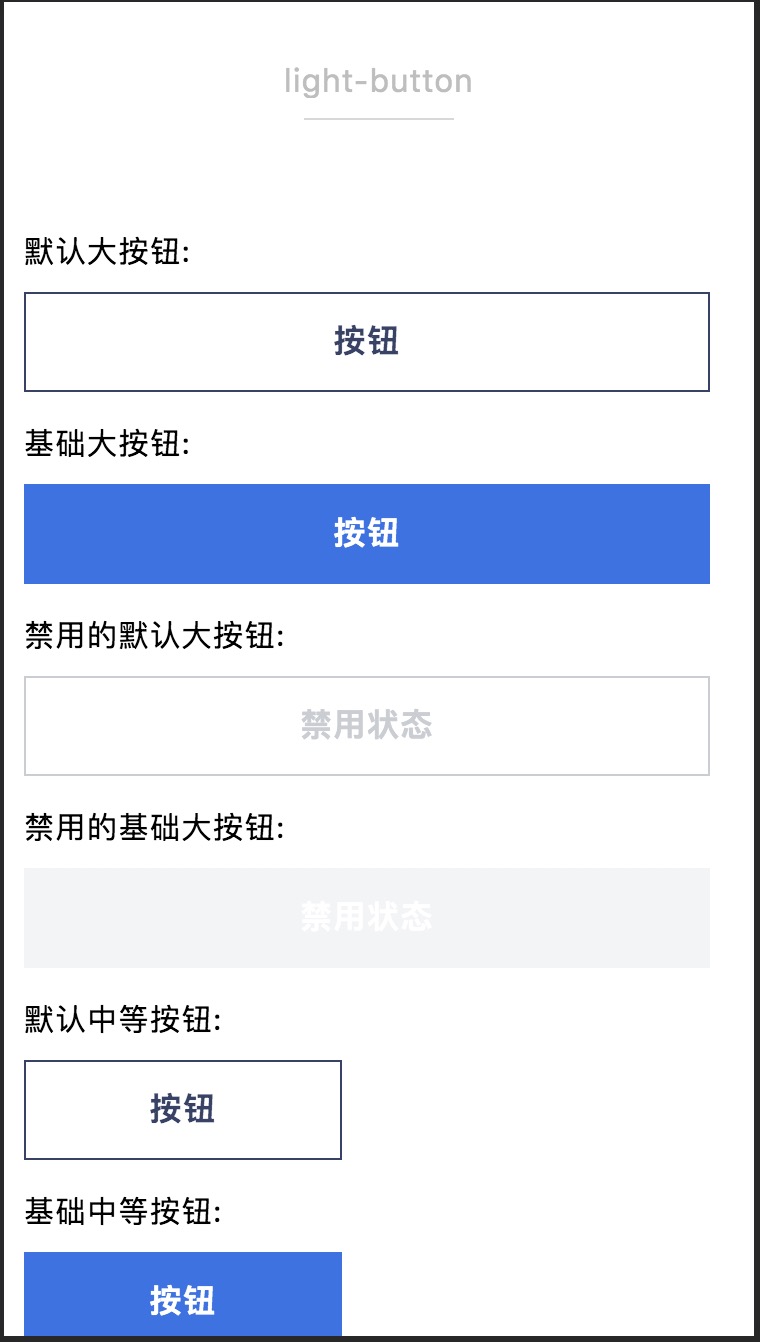 light-button
默认大按钮:
按钮
基础大按钮:
按钮
禁用的默认大按钮:
禁用状态
禁用的基础大按钮:
禁用状态
默认中等按钮:
按钮
基础中等按钮:
按钮